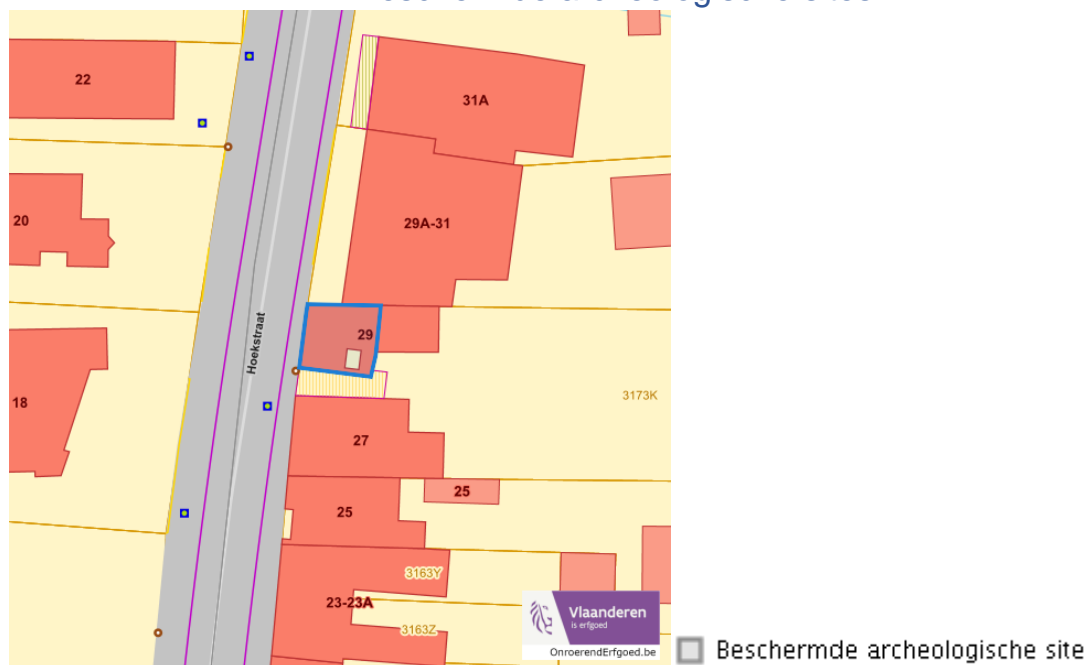 22
31A
20
29A-31
Hoekstraat
29
18
3173K
27
25
25
3163Y
23-23A
3163Z
Vlaanderen
is erfgoed
OnroerendErfgoed.be
Beschermde archeologische site